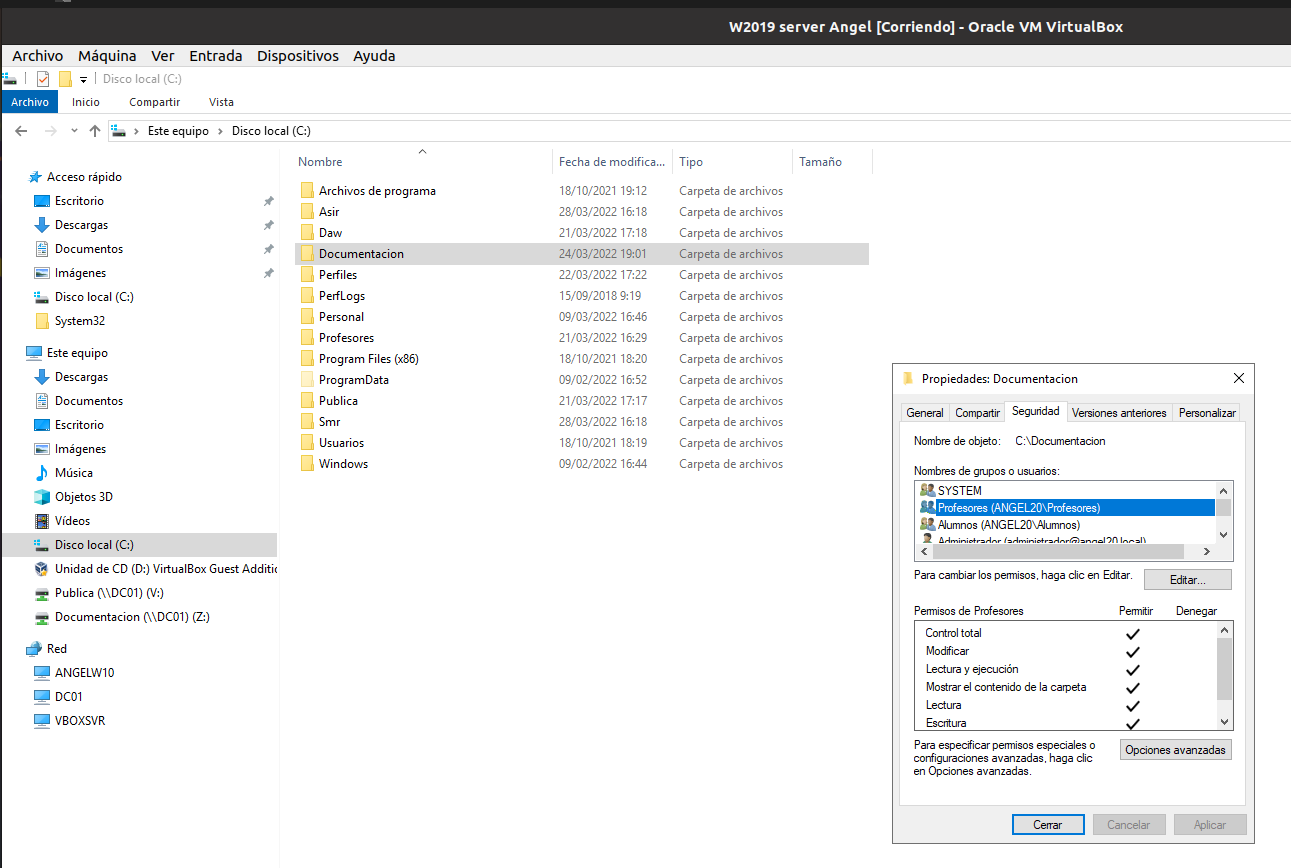 W2019 server Angel [Corriendo] - Oracle VM VirtualBox
Archivo Máquina Ver Entrada Dispositivos Ayuda
Disco local (C:)
Archivo Inicio Compartir Vista
Este equipo Disco local (C:)
Acceso rápido
Escritorio
Descargas
Documentos
Imágenes
Disco local (C:)
System32
Este equipo
Descargas
Documentos
Escritorio
Imágenes
Música
Objetos 3D
Vídeos
Disco local (C:)
Unidad de CD (D:) VirtualBox Guest Additic
Publica (\\DC01) (V:)
Documentacion (\\DC01) (Z:)
Red
ANGELW10
DC01
VBOXSVR
Nombre Fecha de modifica... Tipo Tamaño
Archivos de programa 18/10/2021 19:12 Carpeta de archivos
Asir 28/03/2022 16:18 Carpeta de archivos
Daw 21/03/2022 17:18 Carpeta de archivos
Documentacion 24/03/2022 19:01 Carpeta de archivos
Perfiles 22/03/2022 17:22 Carpeta de archivos
PerfLogs 15/09/2018 9:19 Carpeta de archivos
Personal 09/03/2022 16:46 Carpeta de archivos
Profesores 21/03/2022 16:29 Carpeta de archivos
Program Files (x86) 18/10/2021 18:20 Carpeta de archivos
ProgramData 09/02/2022 16:52 Carpeta de archivos
Publica 21/03/2022 17:17 Carpeta de archivos
Smr 28/03/2022 16:18 Carpeta de archivos
Usuarios 18/10/2021 18:19 Carpeta de archivos
Windows 09/02/2022 16:44 Carpeta de archivos
Propiedades: Documentacion
General Compartir Seguridad Versiones anteriores Personalizar
Nombre de objeto: C:\Documentacion
Nombres de grupos o usuarios:
SYSTEM
Profesores (ANGEL20\Profesores)
Alumnos (ANGEL20\Alumnos)
Administrador (administrador@angel20.local)
Para cambiar los permisos, haga clic en Editar. Editar...
Permisos de Profesores Permitir Denegar
Control total
Modificar
Lectura y ejecución
Mostrar el contenido de la carpeta
Lectura
Escritura
Para especificar permisos especiales o
configuraciones avanzadas, haga clic
en Opciones avanzadas.
Opciones avanzadas
Cerrar Cancelar Aplicar